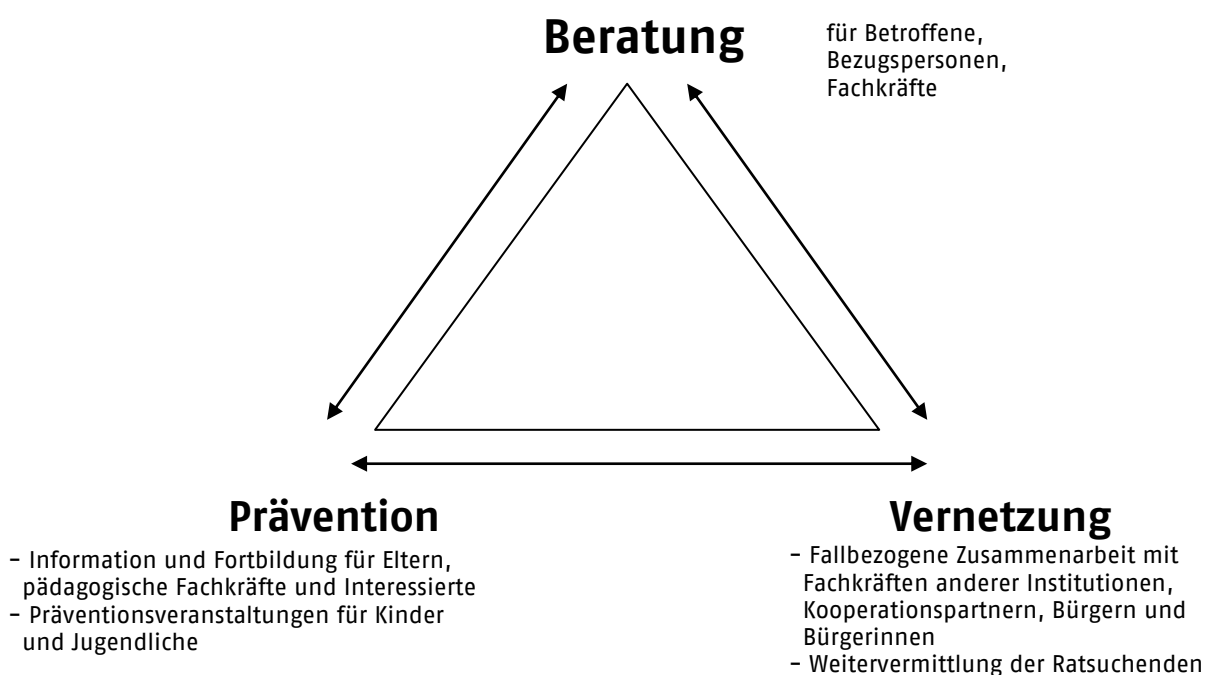 Beratung
für Betroffene,
Bezugspersonen,
Fachkräfte
Prävention
– Information und Fortbildung für Eltern,
pädagogische Fachkräfte und Interessierte
– Präventionsveranstaltungen für Kinder
und Jugendliche
Vernetzung
– Fallbezogene Zusammenarbeit mit
Fachkräften anderer Institutionen,
Kooperationspartnern, Bürgern und
Bürgerinnen
– Weitervermittlung der Ratsuchenden